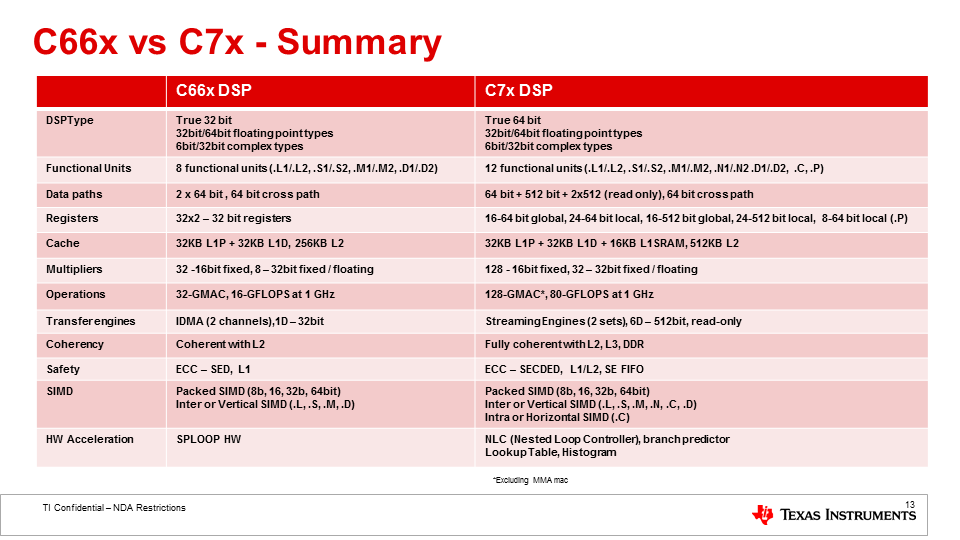 C66x vs C7x - Summary
C66x DSP
C7x DSP
DSPType
True 32 bit
32bit/64bit floating point types
6bit/32bit complex types
True 64 bit
32bit/64bit floating point types
6bit/32bit complex types
Functional Units
8 functional units (.L1/.L2, .S1/.S2, .M1/.M2, .D1/.D2)
12 functional units (.L1/.L2, .S1/.S2, .M1/.M2, .N1/.N2 .D1/.D2, .C, .P)
Data paths
2 x 64 bit , 64 bit cross path
64 bit + 512 bit + 2x512 (read only), 64 bit cross path
Registers
32x2 – 32 bit registers
16-64 bit global, 24-64 bit local, 16-512 bit global, 24-512 bit local, 8-64 bit local (.P)
Cache
32KB L1P + 32KB L1D, 256KB L2
32KB L1P + 32KB L1D + 16KB L1SRAM, 512KB L2
Multipliers
32 -16bit fixed, 8 – 32bit fixed / floating
128 - 16bit fixed, 32 – 32bit fixed / floating
Operations
32-GMAC, 16-GFLOPS at 1 GHz
128-GMAC*, 80-GFLOPS at 1 GHz
Transfer engines
IDMA (2 channels),1D – 32bit
Streaming Engines (2 sets), 6D – 512bit, read-only
Coherency
Coherent with L2
Fully coherent with L2, L3, DDR
Safety
ECC – SED, L1
ECC – SECDED, L1/L2, SE FIFO
SIMD
Packed SIMD (8b, 16, 32b, 64bit)
Inter or Vertical SIMD (.L, .S, .M, .D)
Packed SIMD (8b, 16, 32b, 64bit)
Inter or Vertical SIMD (.L, .S, .M, .N, .C, .D)
Intra or Horizontal SIMD (.C)
HW Acceleration
SPLOOP HW
NLC (Nested Loop Controller), branch predictor
Lookup Table, Histogram
*Excluding MMA mac
TI Confidential – NDA Restrictions
13
TEXAS INSTRUMENTS